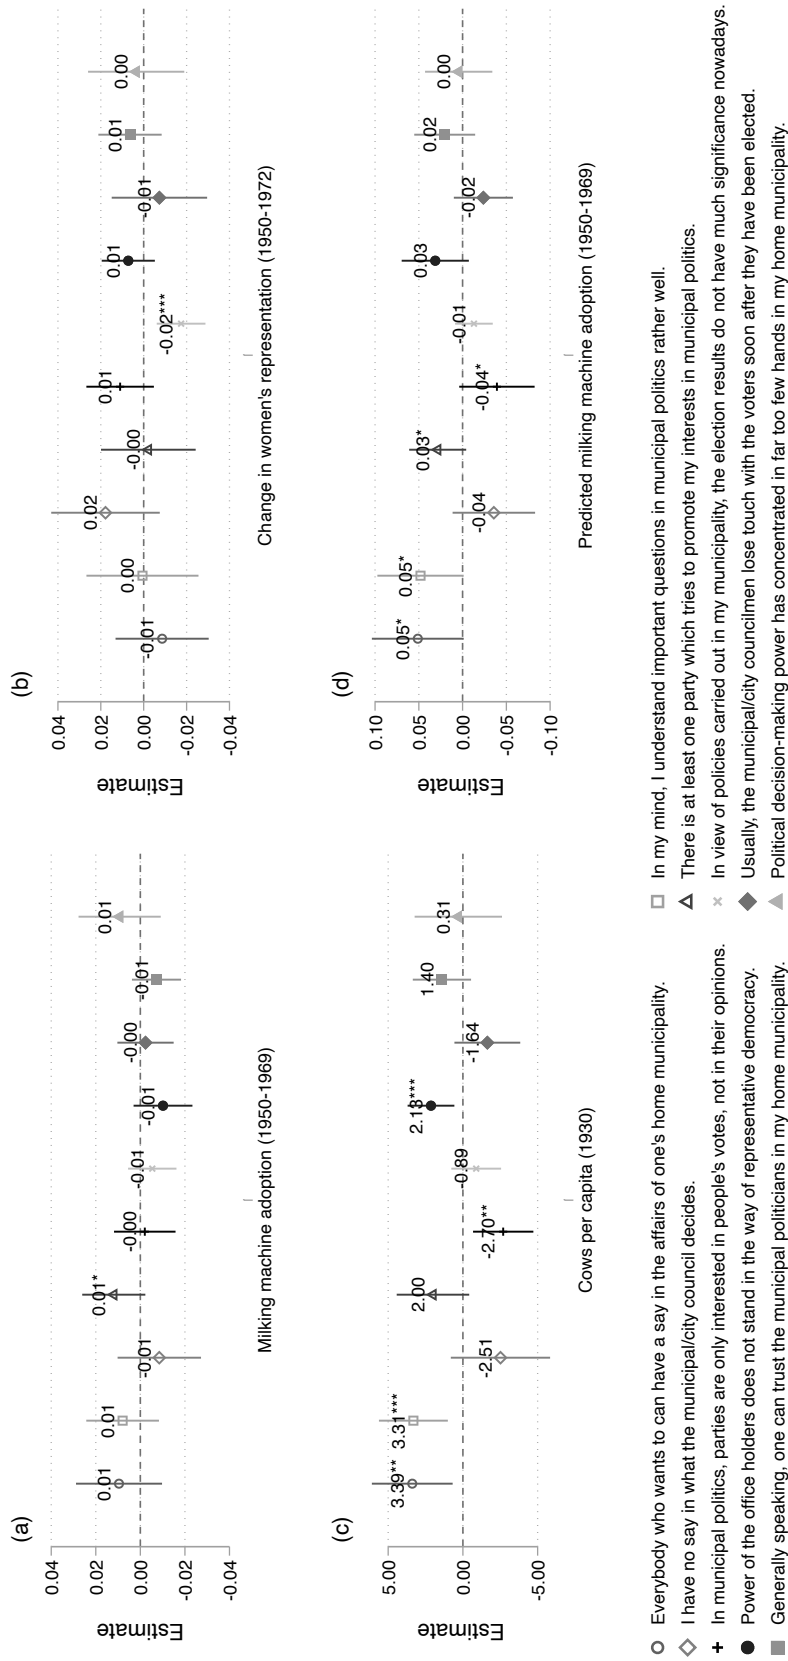 (a)
Estimate
0.04
0.02
0.00
-0.02
-0.04
0.01
0.01
-0.01
0.01*
-0.00
-0.01
-0.01
-0.00
-0.01
0.01
Milking machine adoption (1950-1969)
(b)
Estimate
0.04
0.02
0.00
-0.02
-0.04
-0.01
0.00
0.02
-0.00
0.01
-0.02***
0.01
-0.01
0.01
0.00
Change in women's representation (1950-1972)
(c)
Estimate
5.00
0.00
-5.00
3.39**
3.31***
-2.51
2.00
-2.70**
-0.89
2.13***
-1.64
1.40
0.31
Cows per capita (1930)
(d)
Estimate
0.10
0.05
0.00
-0.05
-0.10
0.05*
0.05*
-0.04
0.03*
-0.04*
-0.01
0.03
-0.02
0.02
0.00
Predicted milking machine adoption (1950-1969)
Everybody who wants to can have a say in the affairs of one's home municipality.
In my mind, I understand important questions in municipal politics rather well.
I have no say in what the municipal/city council decides.
There is at least one party which tries to promote my interests in municipal politics.
In municipal politics, parties are only interested in people's votes, not in their opinions.
In view of policies carried out in my municipality, the election results do not have much significance nowadays.
Power of the office holders does not stand in the way of representative democracy.
Usually, the municipal/city councilmen lose touch with the voters soon after they have been elected.
Generally speaking, one can trust the municipal politicians in my home municipality.
Political decision-making power has concentrated in far too few hands in my home municipality.